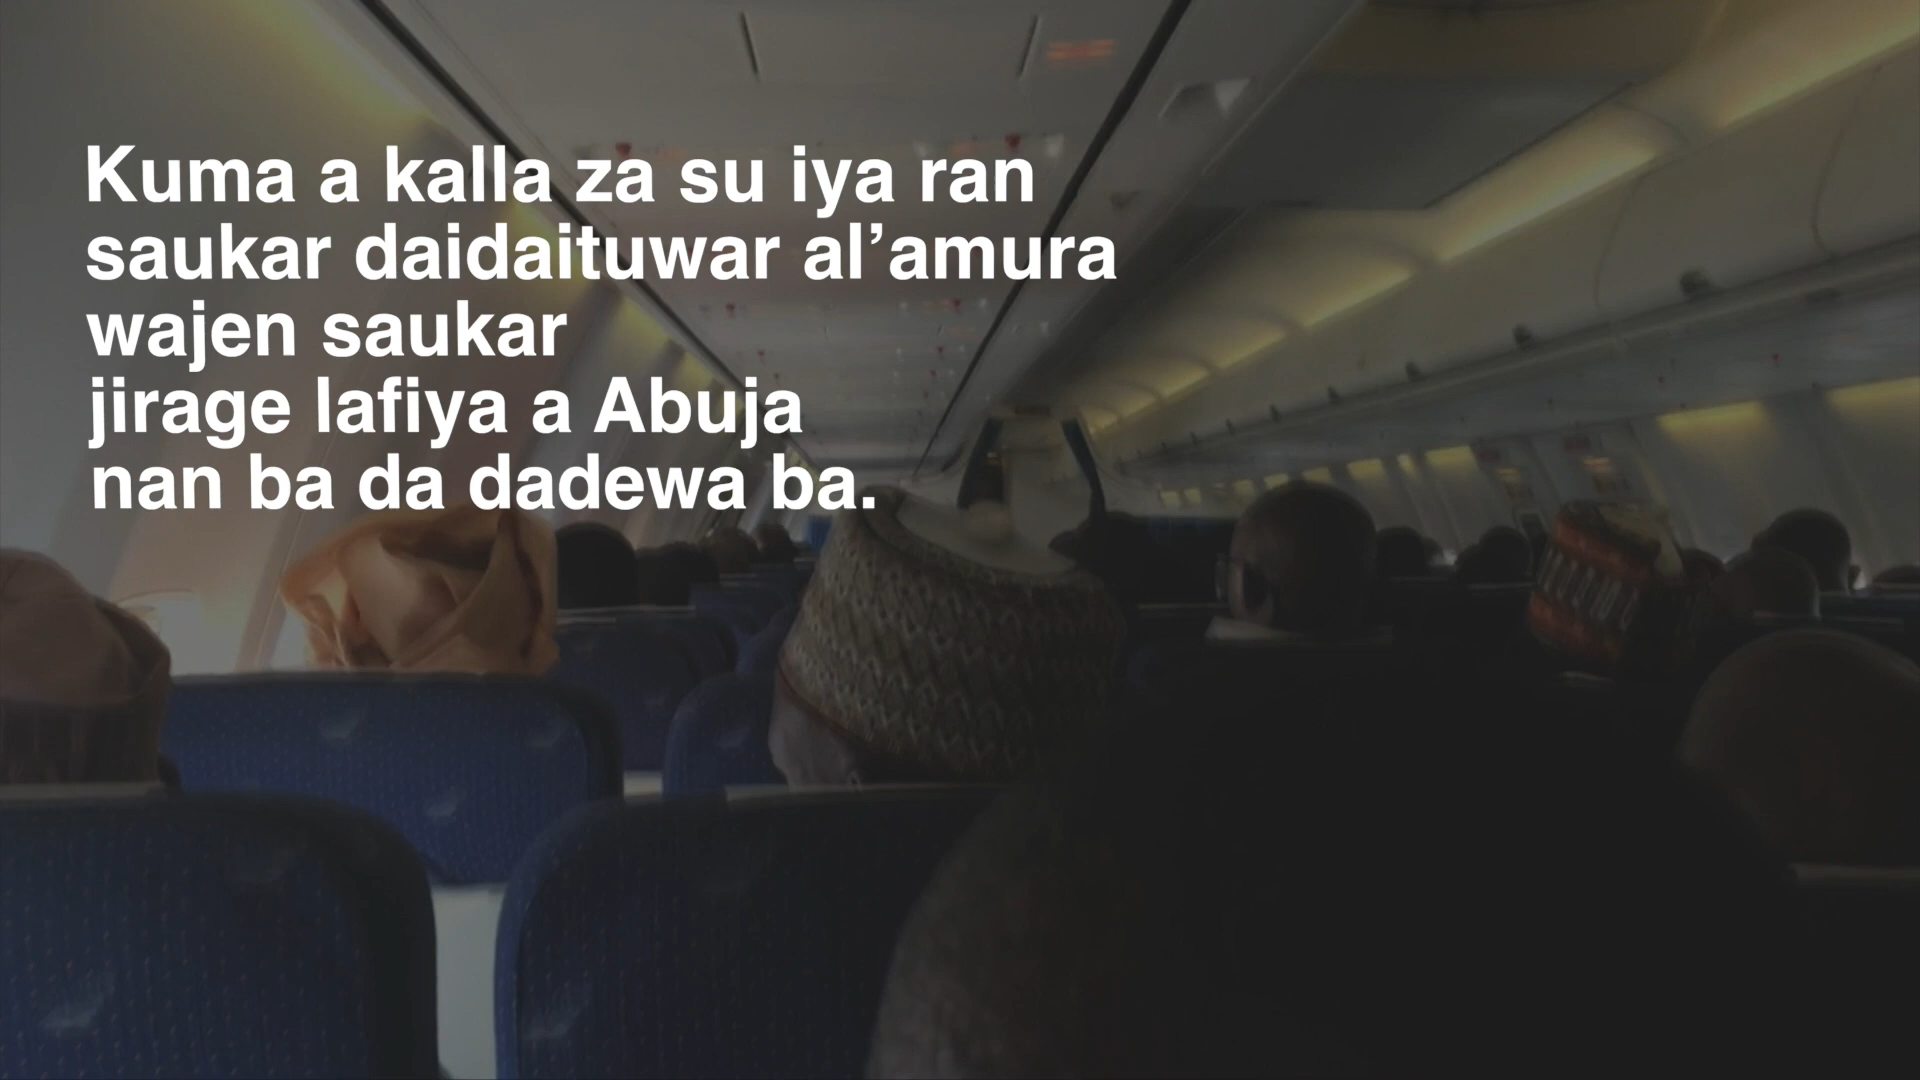 Kuma a kalla za su iya ran
saukar daidaituwar al’amura
wajen saukar
jirage lafiya a Abuja
nan ba da dadewa ba.